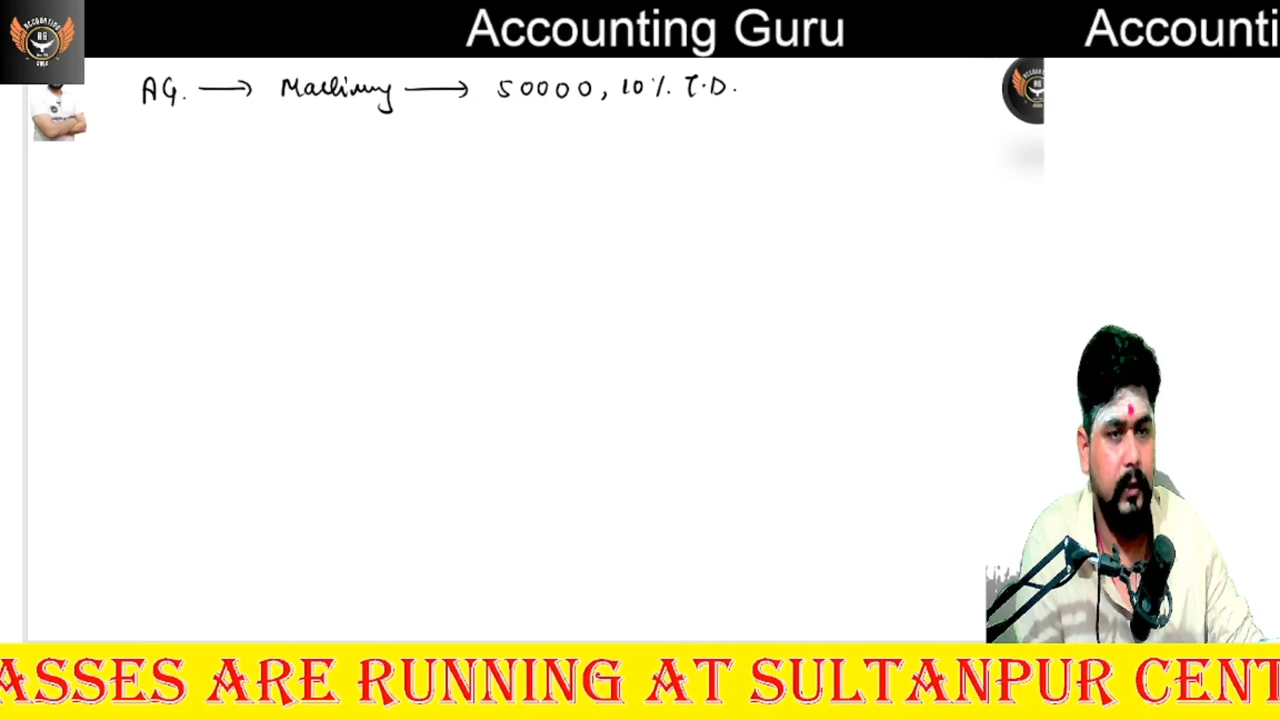 Accounting Guru
Accounti
AG. → Machinery → 50000, 10% T.D.
ASSES ARE RUNNING AT SULTANPUR CENT